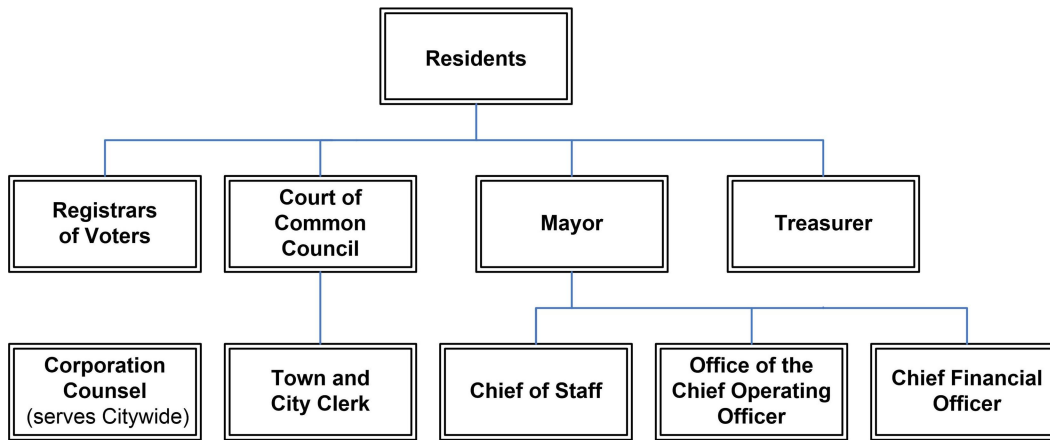 Residents
Registrars
of Voters
Court of
Common
Council
Mayor
Treasurer
Corporation
Counsel
(serves Citywide)
Town and
City Clerk
Chief of Staff
Office of the
Chief Operating
Officer
Chief Financial
Officer